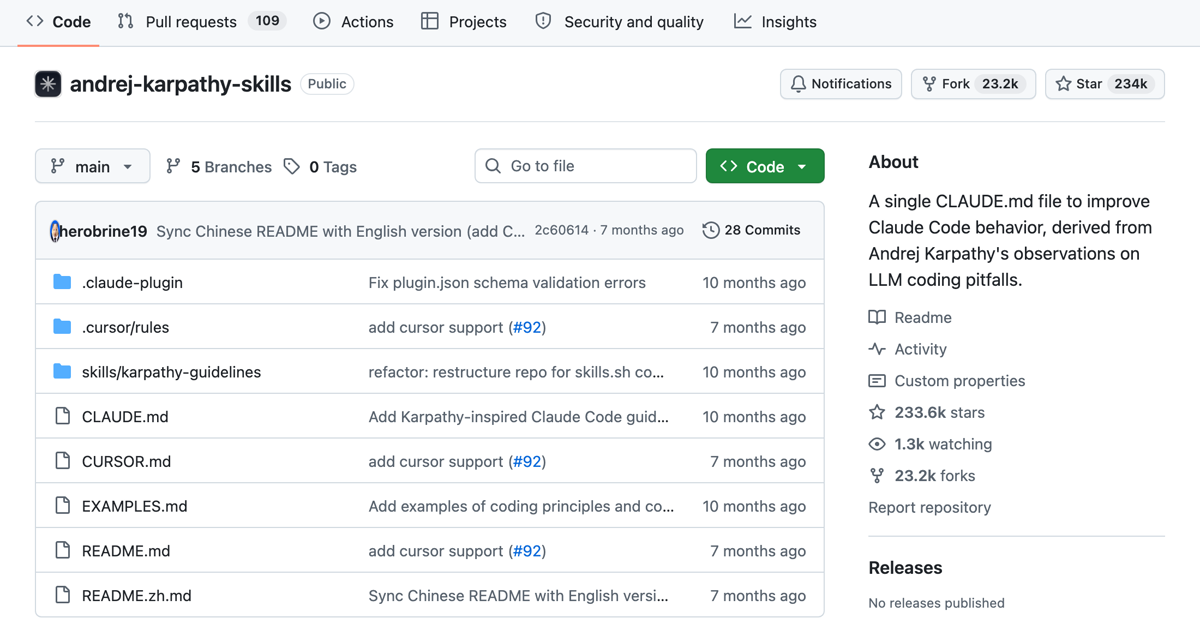 Code
Pull requests 109
Actions
Projects
Security and quality
Insights
andrej-karpathy-skills Public
Notifications
Fork 23.2k
Star 234k
main
5 Branches
0 Tags
Go to file
Code
herobrine19 Sync Chinese README with English version (add C... 2c60614 · 7 months ago 28 Commits
.claude-plugin Fix plugin.json schema validation errors 10 months ago
.cursor/rules add cursor support (#92) 7 months ago
skills/karpathy-guidelines refactor: restructure repo for skills.sh co... 10 months ago
CLAUDE.md Add Karpathy-inspired Claude Code guid... 10 months ago
CURSOR.md add cursor support (#92) 7 months ago
EXAMPLES.md Add examples of coding principles and co... 10 months ago
README.md add cursor support (#92) 7 months ago
README.zh.md Sync Chinese README with English versi... 7 months ago
About
A single CLAUDE.md file to improve
Claude Code behavior, derived from
Andrej Karpathy's observations on
LLM coding pitfalls.
Readme
Activity
Custom properties
233.6k stars
1.3k watching
23.2k forks
Report repository
Releases
No releases published